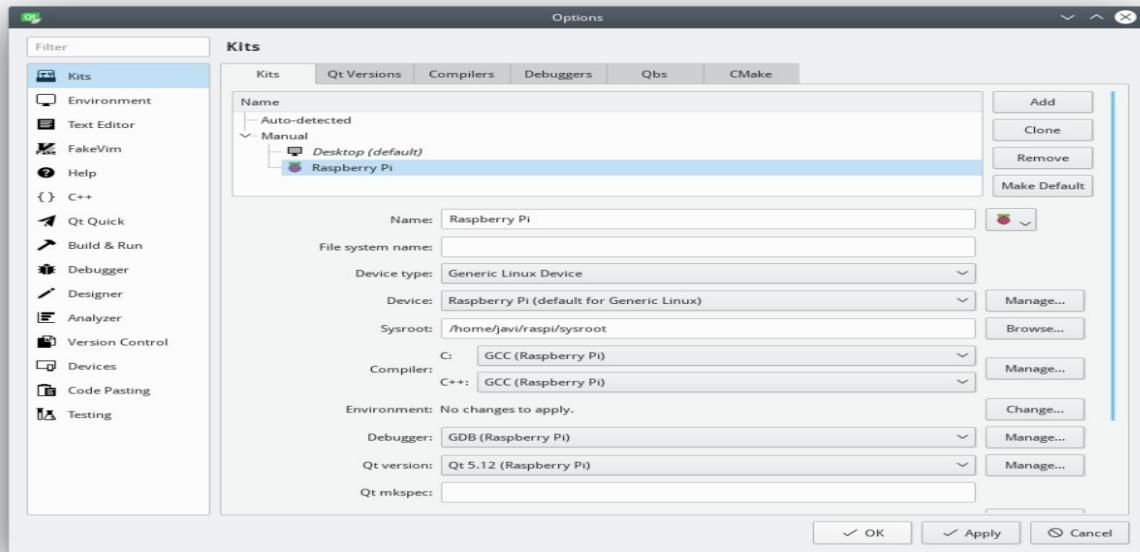 Options
Filter
Kits
Environment
Text Editor
FakeVim
Help
C++
Qt Quick
Build & Run
Debugger
Designer
Analyzer
Version Control
Devices
Code Pasting
Testing
Kits
Kits Qt Versions Compilers Debuggers Qbs CMake
Name
Auto-detected
Manual
Desktop (default)
Raspberry Pi
Add
Clone
Remove
Make Default
Name: Raspberry Pi
File system name:
Device type: Generic Linux Device
Device: Raspberry Pi (default for Generic Linux) Manage...
Sysroot: /home/javi/raspi/sysroot Browse...
Compiler: C: GCC (Raspberry Pi) Manage...
C++: GCC (Raspberry Pi)
Environment: No changes to apply. Change...
Debugger: GDB (Raspberry Pi) Manage...
Qt version: Qt 5.12 (Raspberry Pi) Manage...
Qt mkspec:
OK Apply Cancel